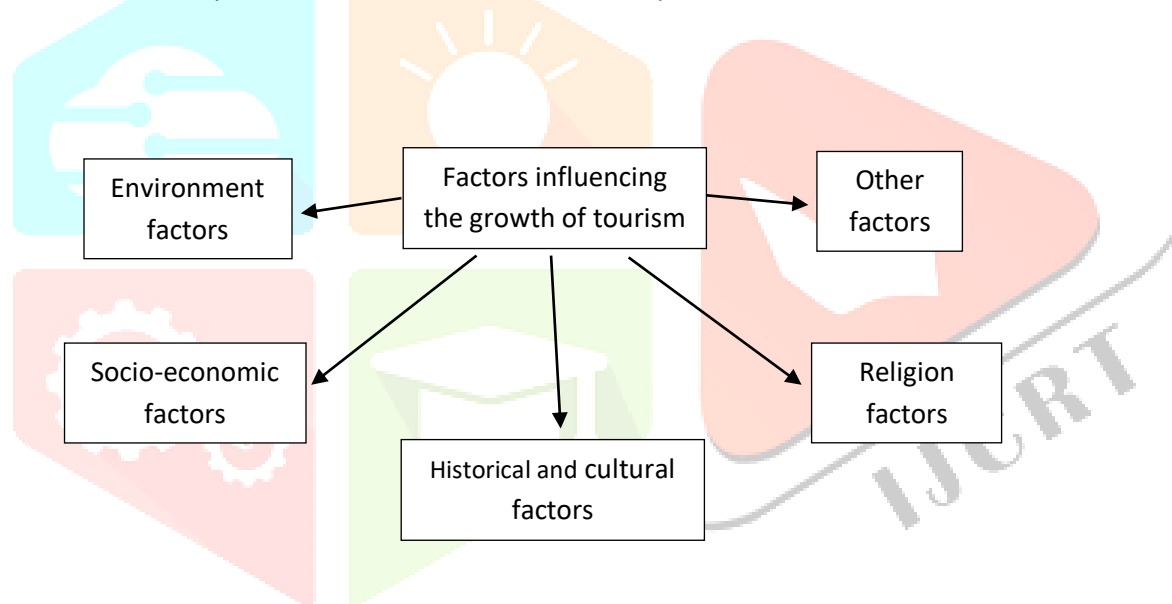 Environment
factors
Factors influencing
the growth of tourism
Other
factors
Socio-economic
factors
Historical and cultural
factors
Religion
factors
IJCRT